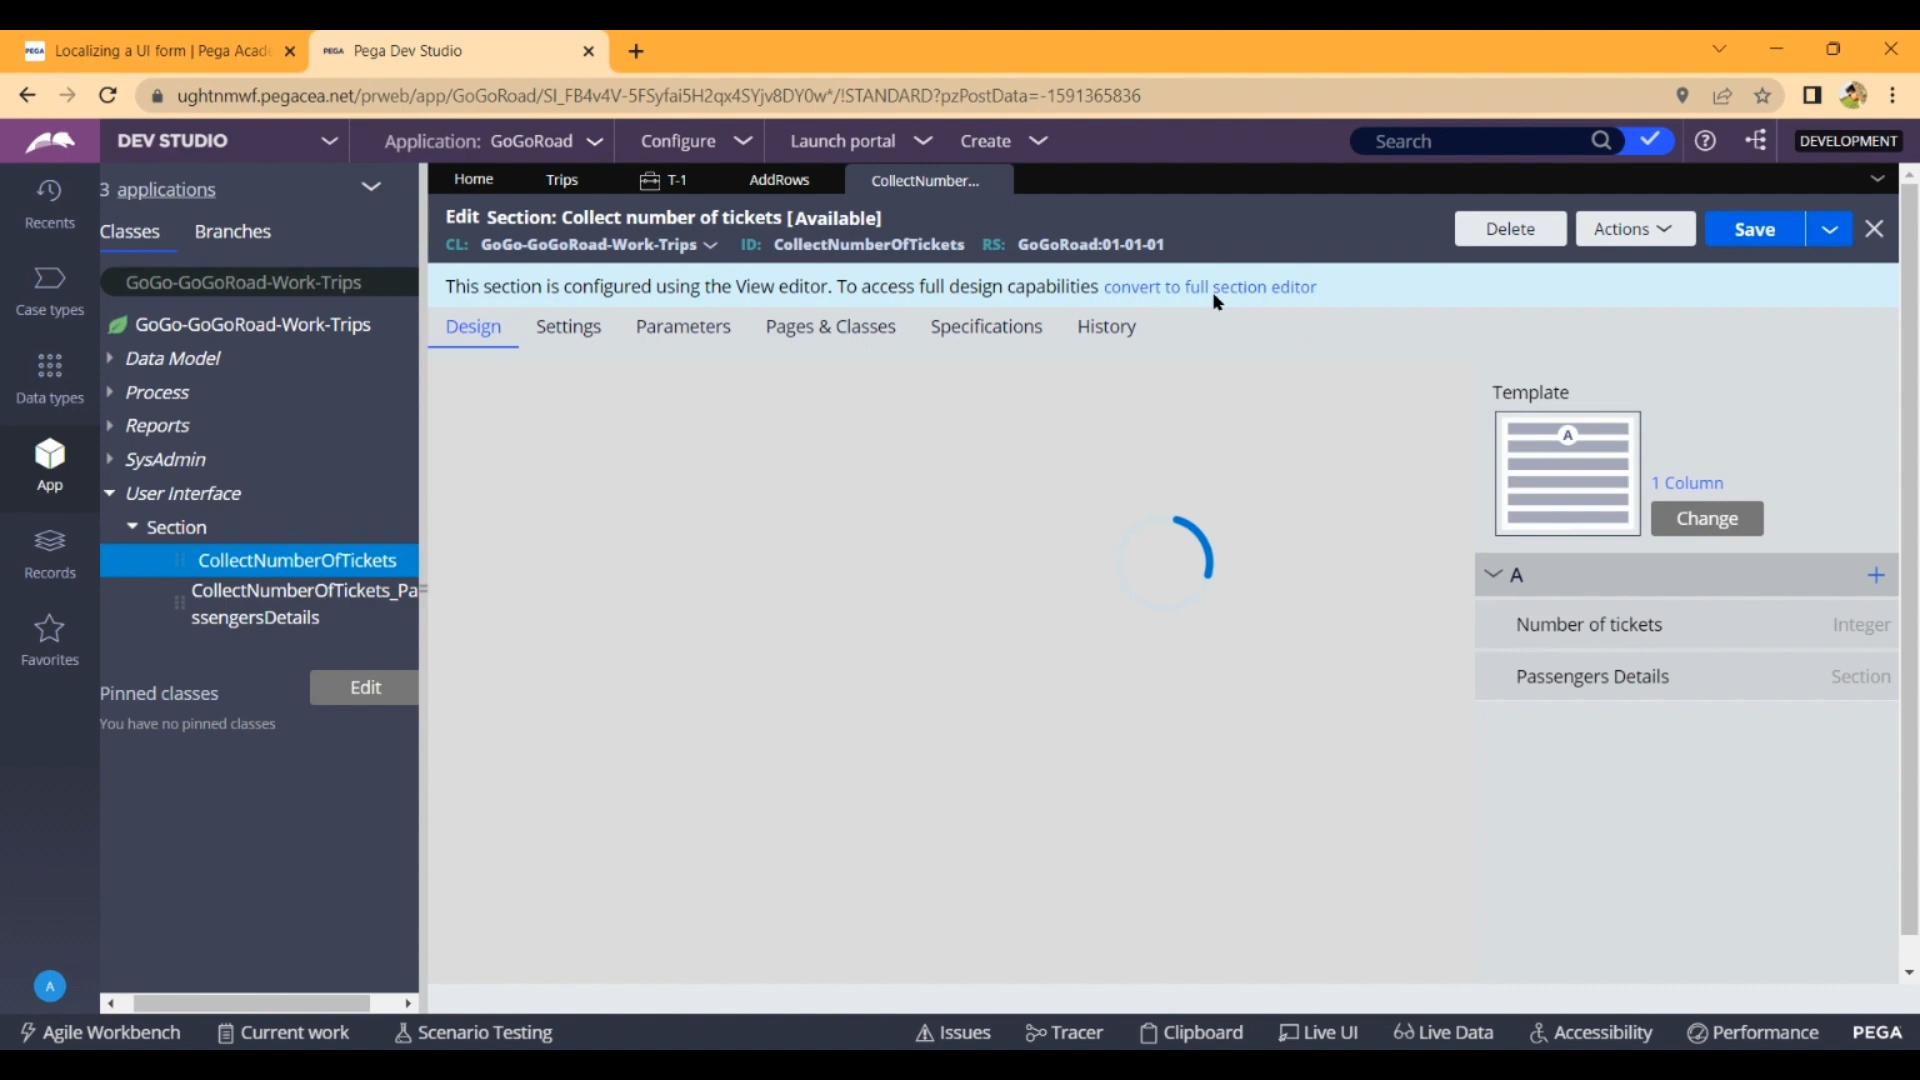 PEGA Localizing a UI form | Pega Acade
PEGA Pega Dev Studio
ughtnmwf.pegacea.net/prweb/app/GoGoRoad/SI_FB4v4V-5FSyfai5H2qx4SYjv8DY0w*/!STANDARD?pzPostData=-1591365836
DEV STUDIO
Application: GoGoRoad
Configure
Launch portal
Create
Search
DEVELOPMENT
Recents
Case types
Data types
App
Records
Favorites
A
3 applications
Classes
Branches
GoGo-GoGoRoad-Work-Trips
GoGo-GoGoRoad-Work-Trips
Data Model
Process
Reports
SysAdmin
User Interface
Section
CollectNumberOfTickets
CollectNumberOfTickets_Pa
ssengersDetails
Pinned classes
Edit
You have no pinned classes
Home
Trips
T-1
AddRows
CollectNumber...
Edit Section: Collect number of tickets [Available]
CL: GoGo-GoGoRoad-Work-Trips ID: CollectNumberOfTickets RS: GoGoRoad:01-01-01
Delete
Actions
Save
This section is configured using the View editor. To access full design capabilities convert to full section editor
Design
Settings
Parameters
Pages & Classes
Specifications
History
Template
A
1 Column
Change
A
Number of tickets Integer
Passengers Details Section
Agile Workbench
Current work
Scenario Testing
Issues
Tracer
Clipboard
Live UI
Live Data
Accessibility
Performance
PEGA